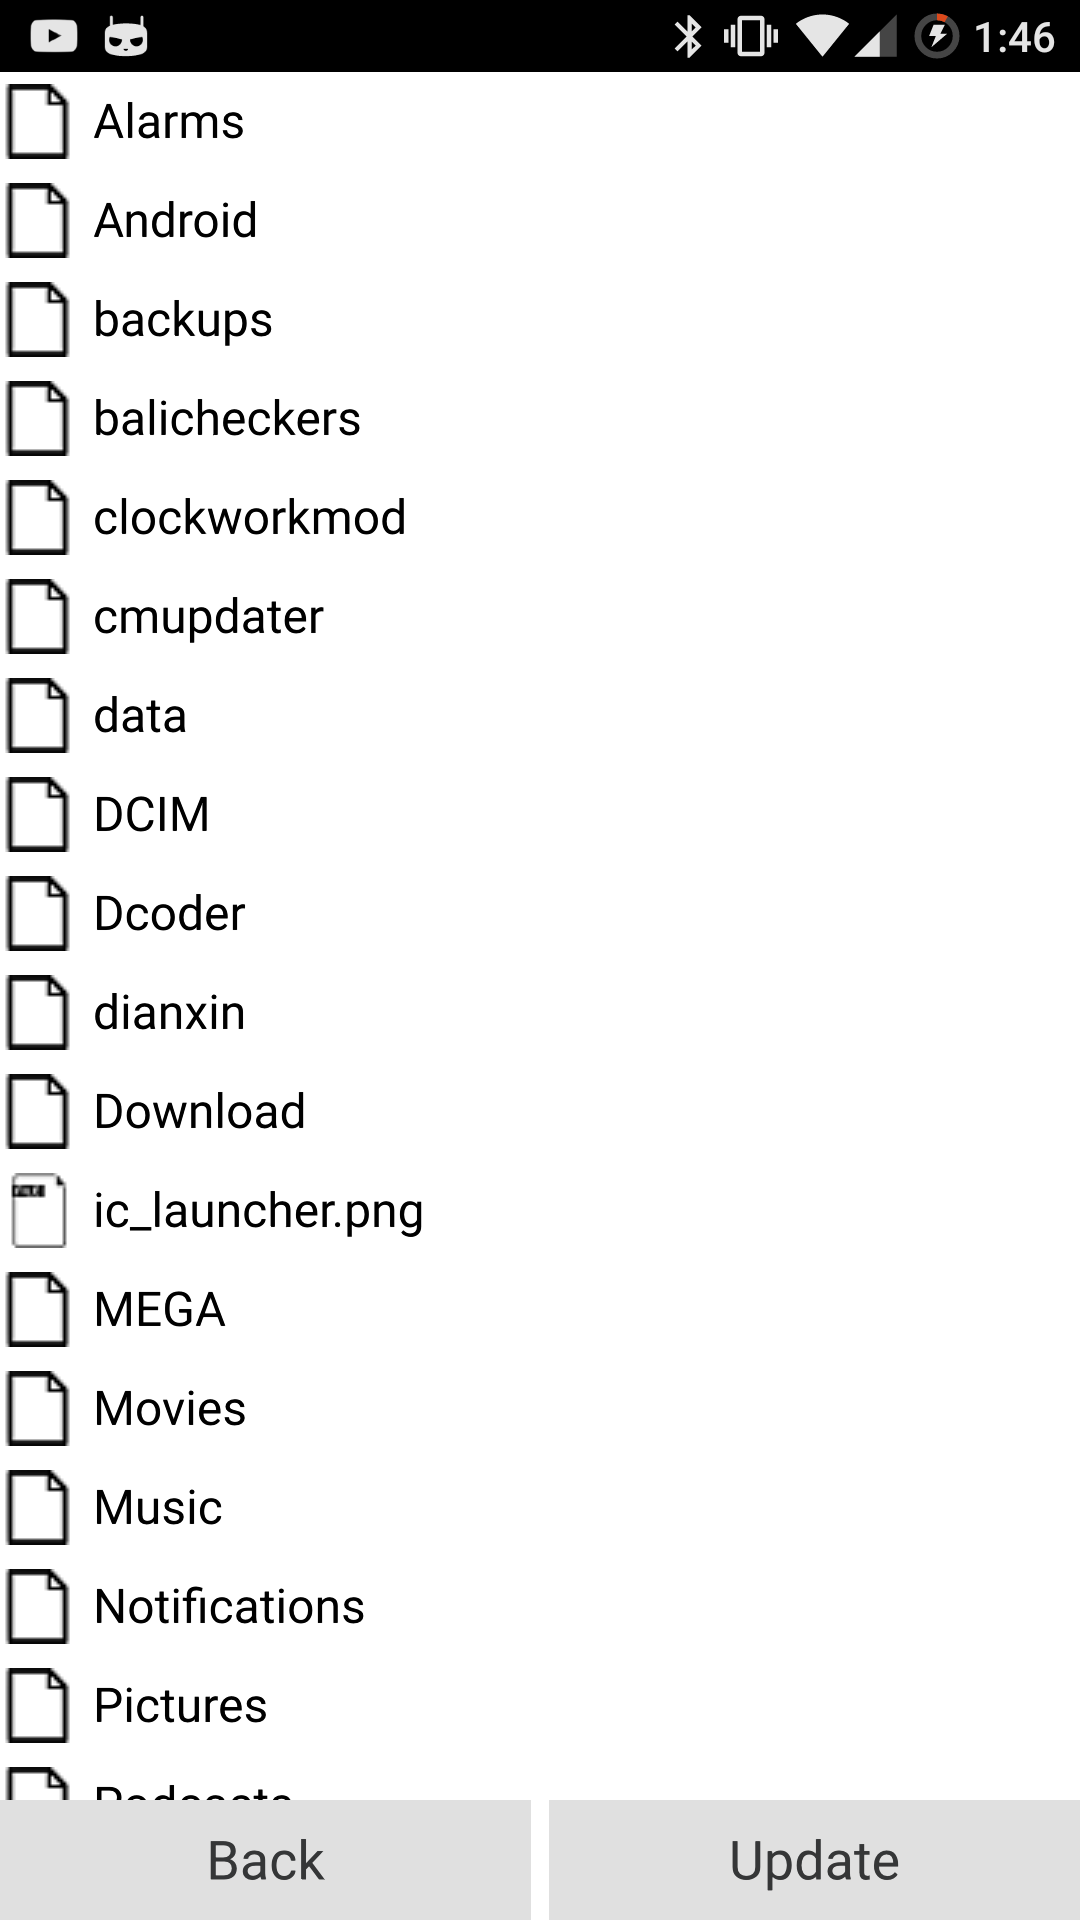 1:46
Alarms
Android
backups
balicheckers
clockworkmod
cmupdater
data
DCIM
Dcoder
dianxin
Download
ic_launcher.png
MEGA
Movies
Music
Notifications
Pictures
Podcasts
Back
Update